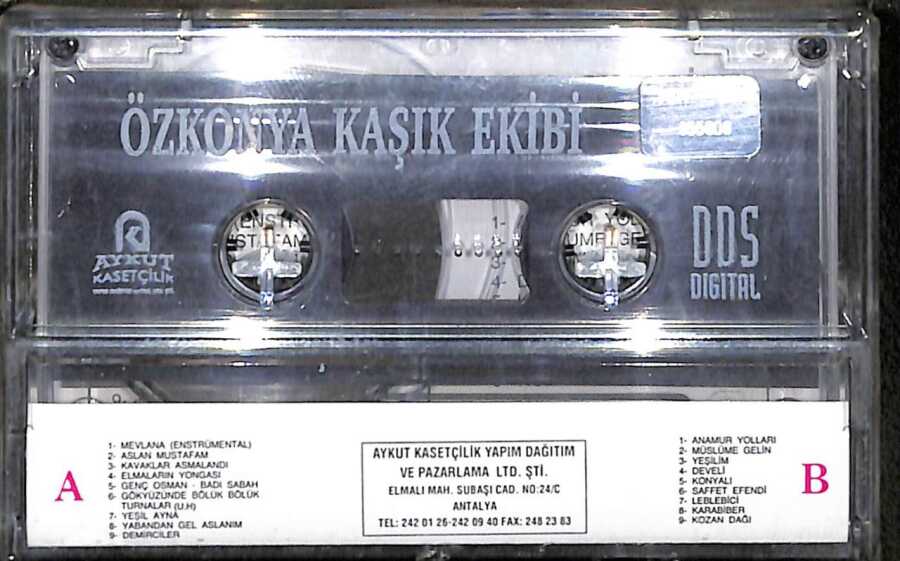 ÖZKONYA KAŞIK EKİBİ
AYKUT
KASETÇİLİK
DDS
DIGITAL
A
1- MEVLANA (ENSTRÜMENTAL)
2- ASLAN MUSTAFAM
3- KAVAKLAR ASMALANDI
4- ELMALARIN YONGASI
5- GENÇ OSMAN - BADI SABAH
6- GÖKYÜZÜNDE BÖLÜK BÖLÜK
TURNALAR (U.H)
7- YEŞİL AYNA
8- YABANDAN GEL ASLANIM
9- DEMİRCİLER
AYKUT KASETÇİLİK YAPIM DAĞITIM
VE PAZARLAMA LTD. ŞTİ.
ELMALI MAH. SUBAŞI CAD. NO:24/C
ANTALYA
TEL: 242 01 26-242 09 40 FAX: 248 23 83
1- ANAMUR YOLLARI
2- MÜSLÜME GELİN
3- YEŞİLİM
4- DEVELİ
5- KONYALI
6- SAFFET EFENDİ
7- LEBLEBİCİ
8- KARABİBER
9- KOZAN DAĞI
B